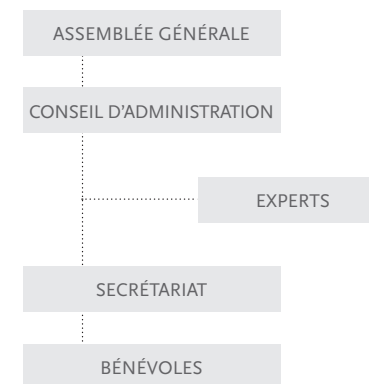 ASSEMBLÉE GÉNÉRALE
CONSEIL D'ADMINISTRATION
EXPERTS
SECRÉTARIAT
BÉNÉVOLES